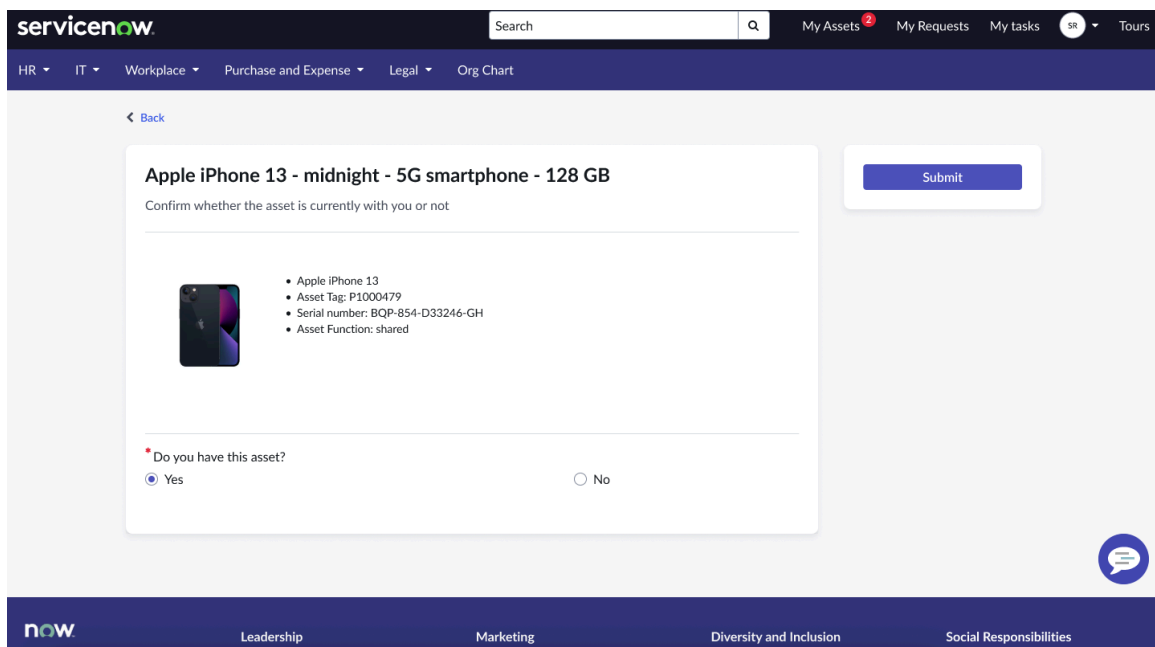 servicenow.
Search
My Assets 2
My Requests
My tasks
SR
Tours
HR
IT
Workplace
Purchase and Expense
Legal
Org Chart
Back
Apple iPhone 13 - midnight - 5G smartphone - 128 GB
Confirm whether the asset is currently with you or not
Submit
• Apple iPhone 13
• Asset Tag: P1000479
• Serial number: BQP-854-D33246-GH
• Asset Function: shared
* Do you have this asset?
Yes
No
now.
Leadership
Marketing
Diversity and Inclusion
Social Responsibilities